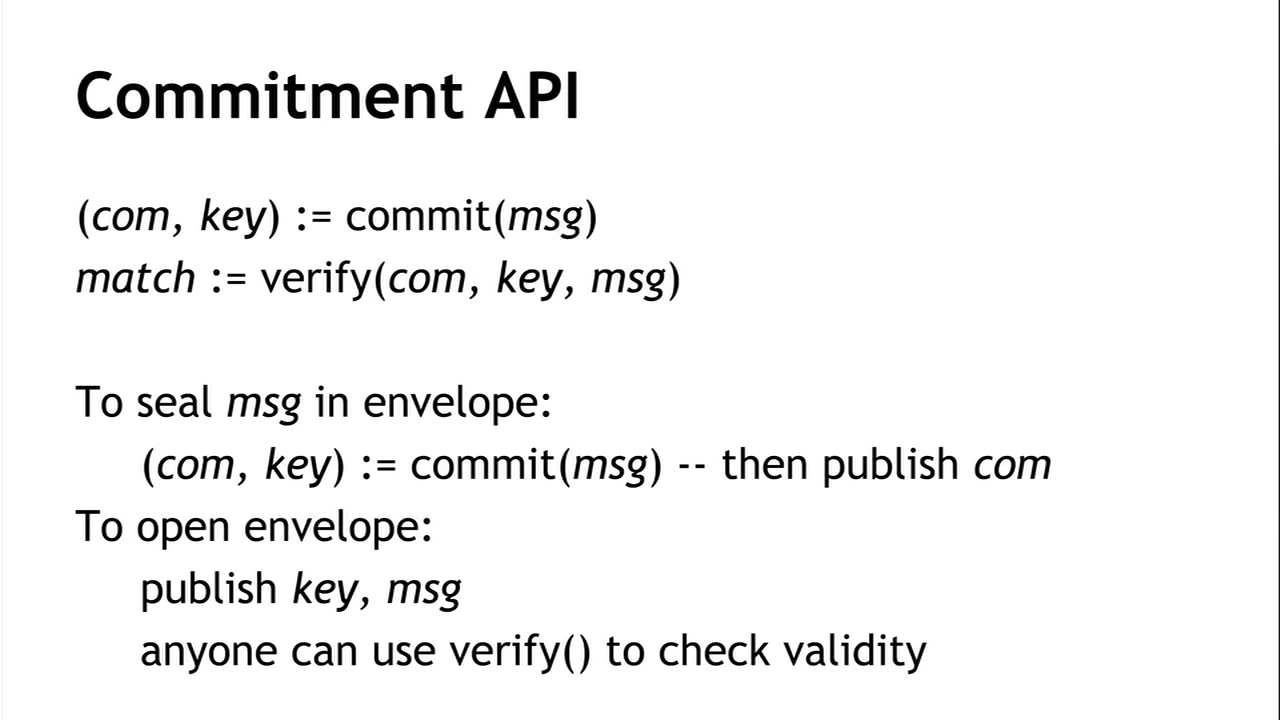 Commitment API
(com, key) := commit(msg)
match := verify(com, key, msg)
To seal msg in envelope:
(com, key) := commit(msg) -- then publish com
To open envelope:
publish key, msg
anyone can use verify() to check validity